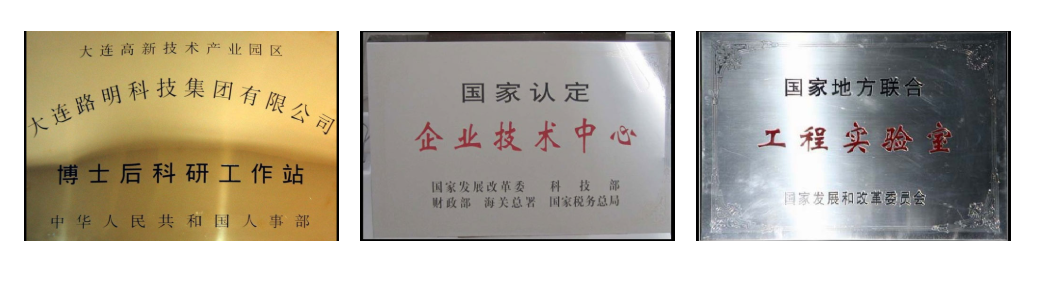 大连高新技术产业园区
大连路明科技集团有限公司
博士后科研工作站
中华人民共和国人事部
国家认定
企业技术中心
国家发展改革委 科技部
财政部 海关总署 国家税务总局
国家地方联合
工程实验室
国家发展和改革委员会